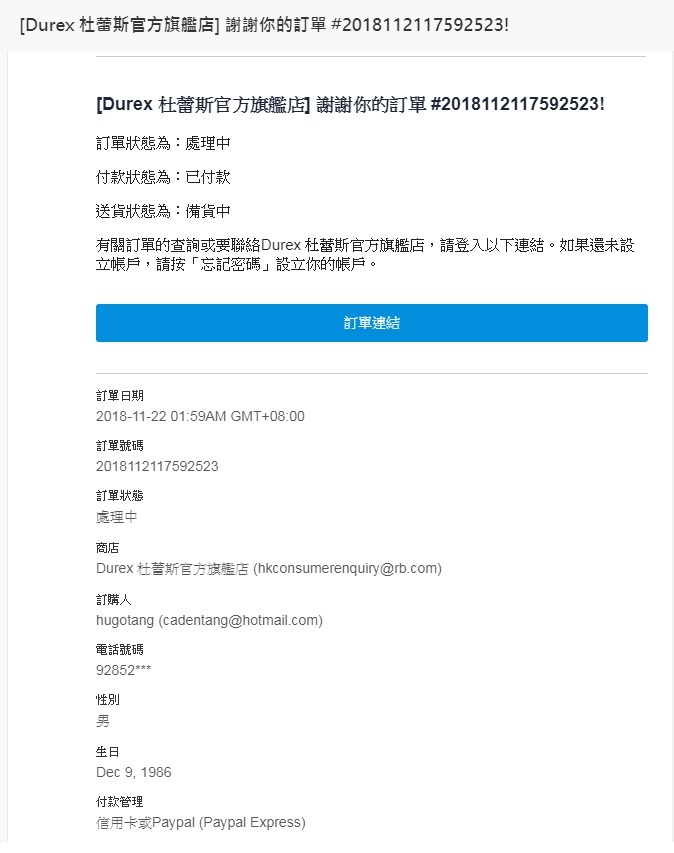 [Durex 杜蕾斯官方旗艦店] 謝謝你的訂單 #2018112117592523!
[Durex 杜蕾斯官方旗艦店] 謝謝你的訂單 #2018112117592523!
訂單狀態為：處理中
付款狀態為：已付款
送貨狀態為：備貨中
有關訂單的查詢或要聯絡Durex 杜蕾斯官方旗艦店，請登入以下連結。如果還未設
立帳戶，請按「忘記密碼」設立你的帳戶。
訂單連結
訂單日期
2018-11-22 01:59AM GMT+08:00
訂單號碼
2018112117592523
訂單狀態
處理中
商店
Durex 杜蕾斯官方旗艦店 (hkconsumerenquiry@rb.com)
訂購人
hugotang (cadentang@hotmail.com)
電話號碼
92852***
性別
男
生日
Dec 9, 1986
付款管理
信用卡或Paypal (Paypal Express)